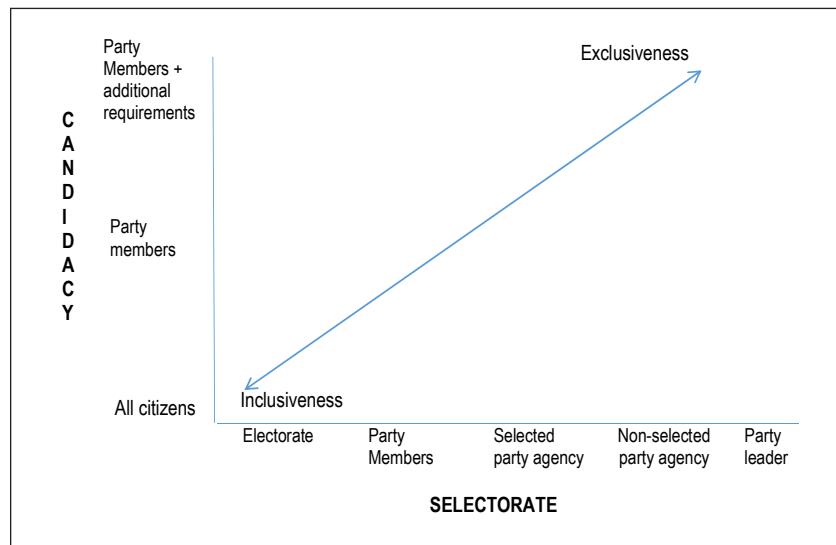 Party
Members +
additional
requirements
Exclusiveness
C
A
N
D
I
D
A
C
Y
Party
members
All citizens
Inclusiveness
Electorate
Party
Members
Selected
party agency
Non-selected
party agency
Party
leader
SELECTORATE